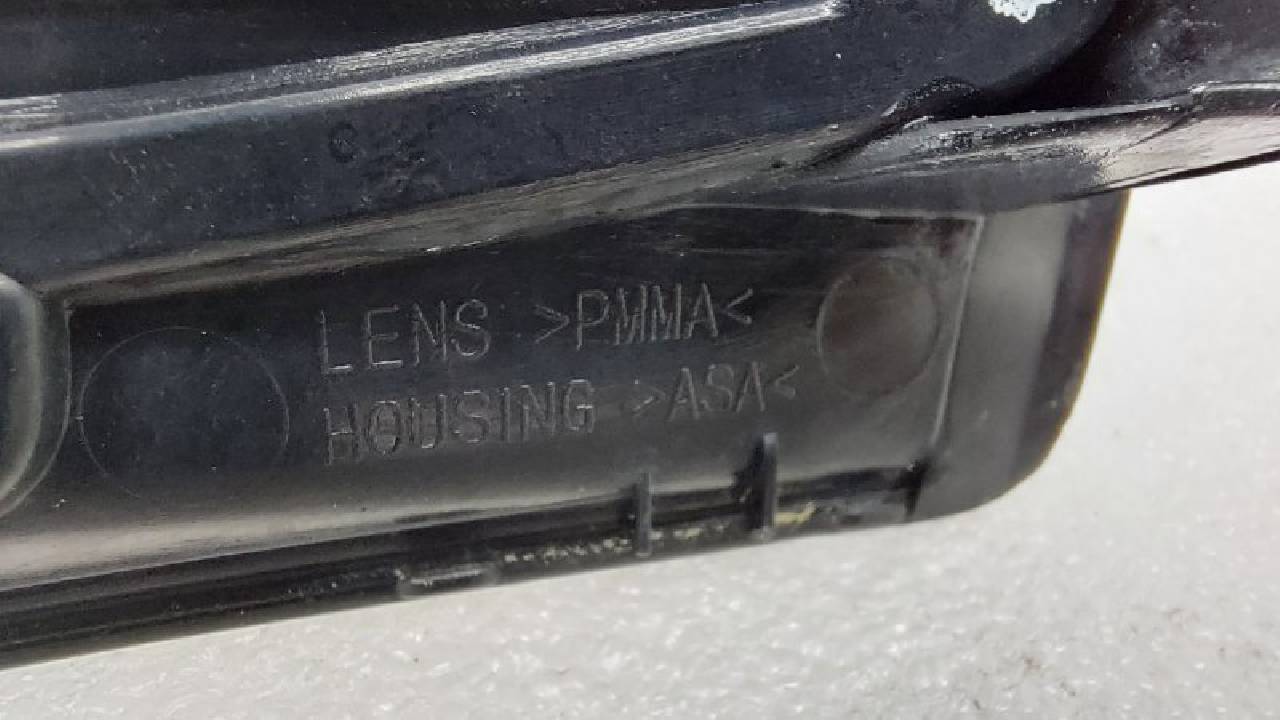 LENS >PMMA<
HOUSING >ASA<